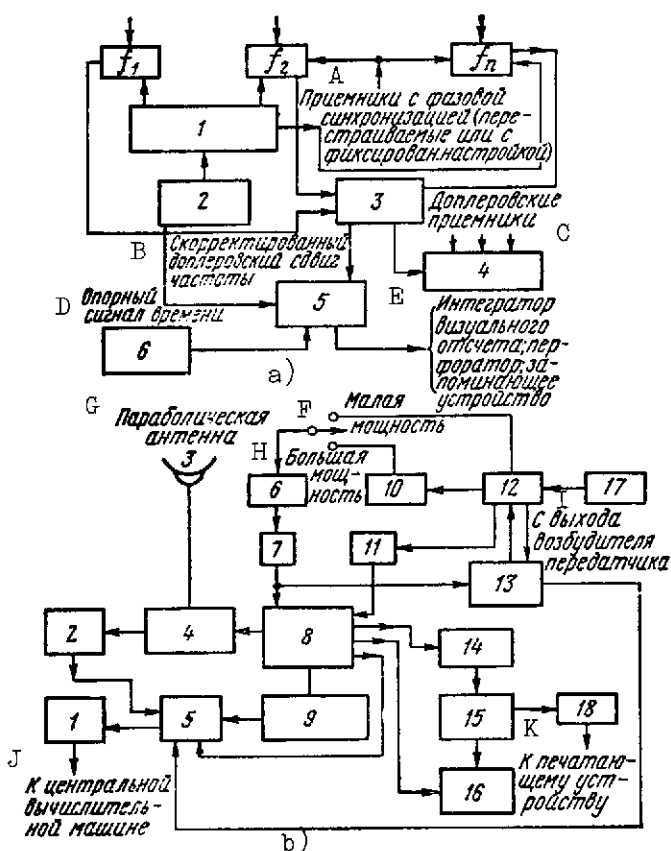 f1
f2
A
fn
Приемники с фазовой
синхронизацией (пере-
страиваемые или с
фиксирован.настройкой)
1
2
3
Доплеровские
приемники
C
B
Скорректированный
доплеровский сдвиг
частоты
E
4
D
Опорный
сигнал времени
5
6
a)
Интегратор
визуального
отсчета; пер-
форатор; за-
поминающее
устройство
G
Параболическая
антенна
3
F
Малая
мощность
H
Большая
мощ-
ность
6
10
12
17
I
С выхода
возбудителя
передатчика
7
11
13
2
4
8
14
1
5
9
15
K
18
16
J
К центральной
вычислитель-
ной машине
К печатаю-
щему уст-
ройству
b)